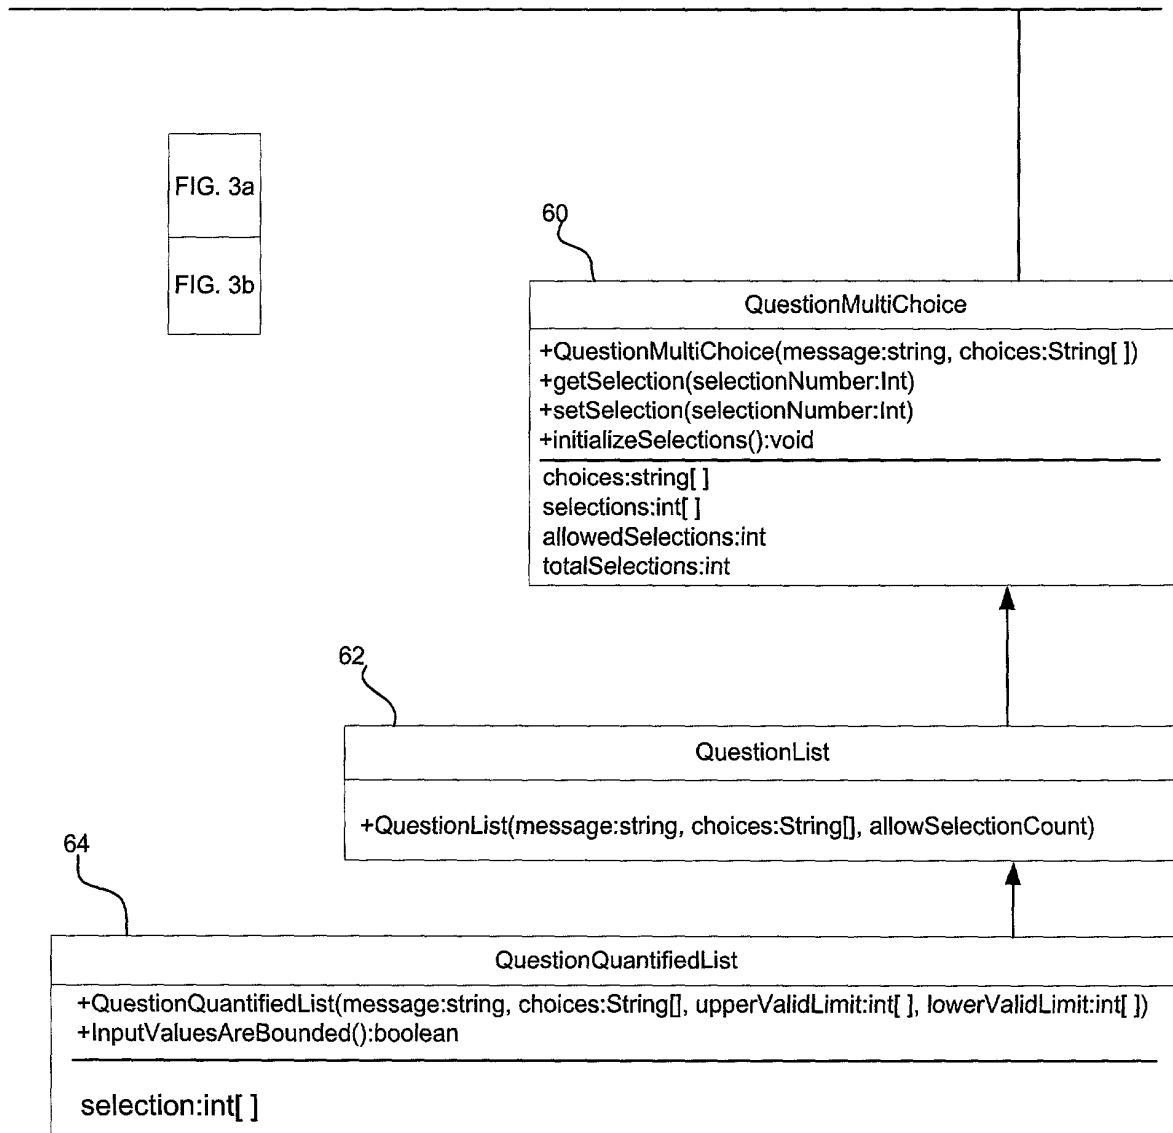 FIG. 3a
FIG. 3b
60
QuestionMultiChoice
+QuestionMultiChoice(message:string, choices:String[ ])
+getSelection(selectionNumber:Int)
+setSelection(selectionNumber:Int)
+initializeSelections():void
choices:string[ ]
selections:int[ ]
allowedSelections:int
totalSelections:int
62
QuestionList
+QuestionList(message:string, choices:String[], allowSelectionCount)
64
QuestionQuantifiedList
+QuestionQuantifiedList(message:string, choices:String[], upperValidLimit:int[ ], lowerValidLimit:int[ ])
+InputValuesAreBounded():boolean
selection:int[ ]